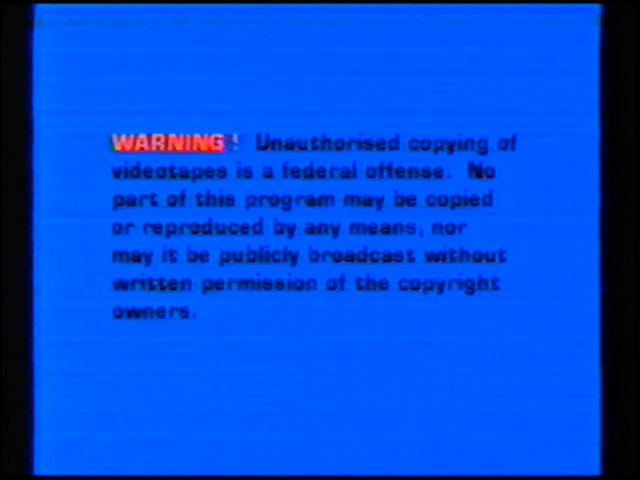 WARNING! Unauthorised copying of
videotapes is a federal offense. No
part of this program may be copied
or reproduced by any means, nor
may it be publicly broadcast without
written permission of the copyright
owners.